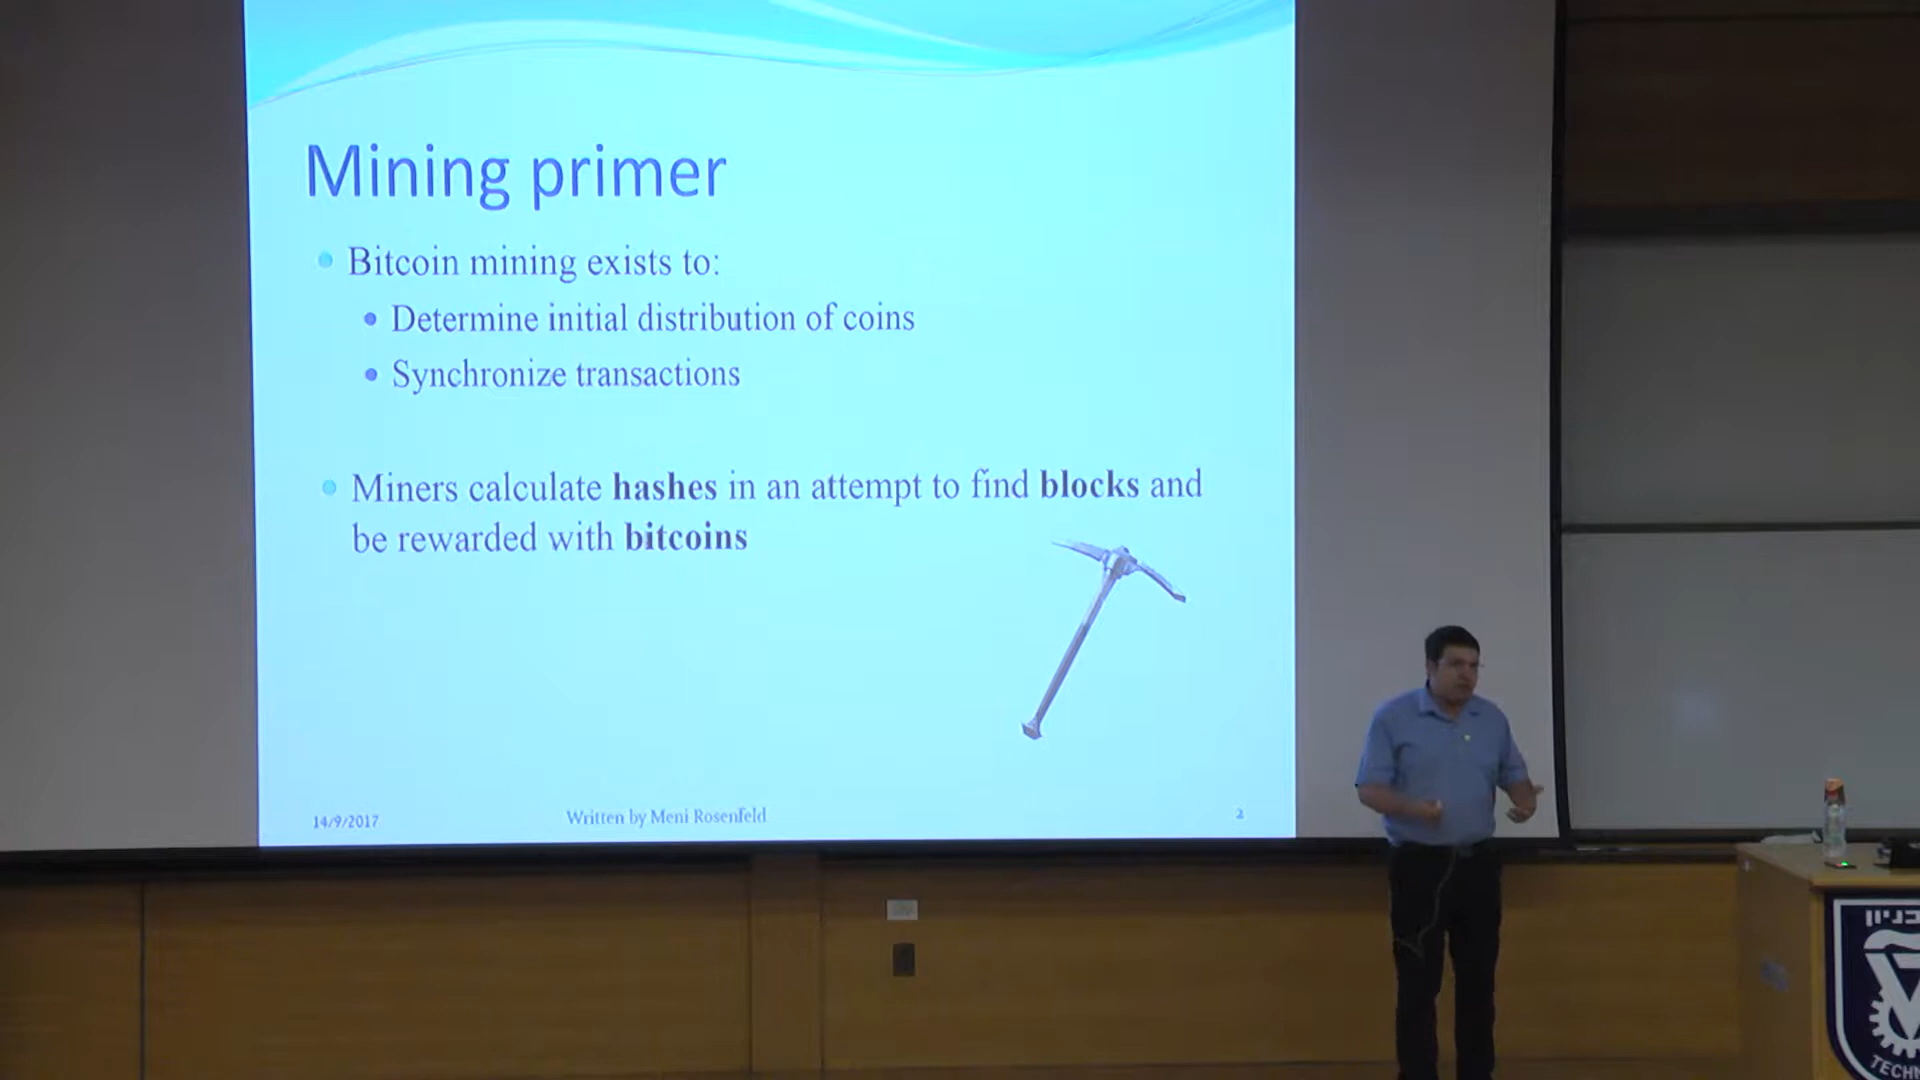 Mining primer
Bitcoin mining exists to:
Determine initial distribution of coins
Synchronize transactions
Miners calculate hashes in an attempt to find blocks and
be rewarded with bitcoins
14/9/2017
Written by Meni Rosenfeld
2